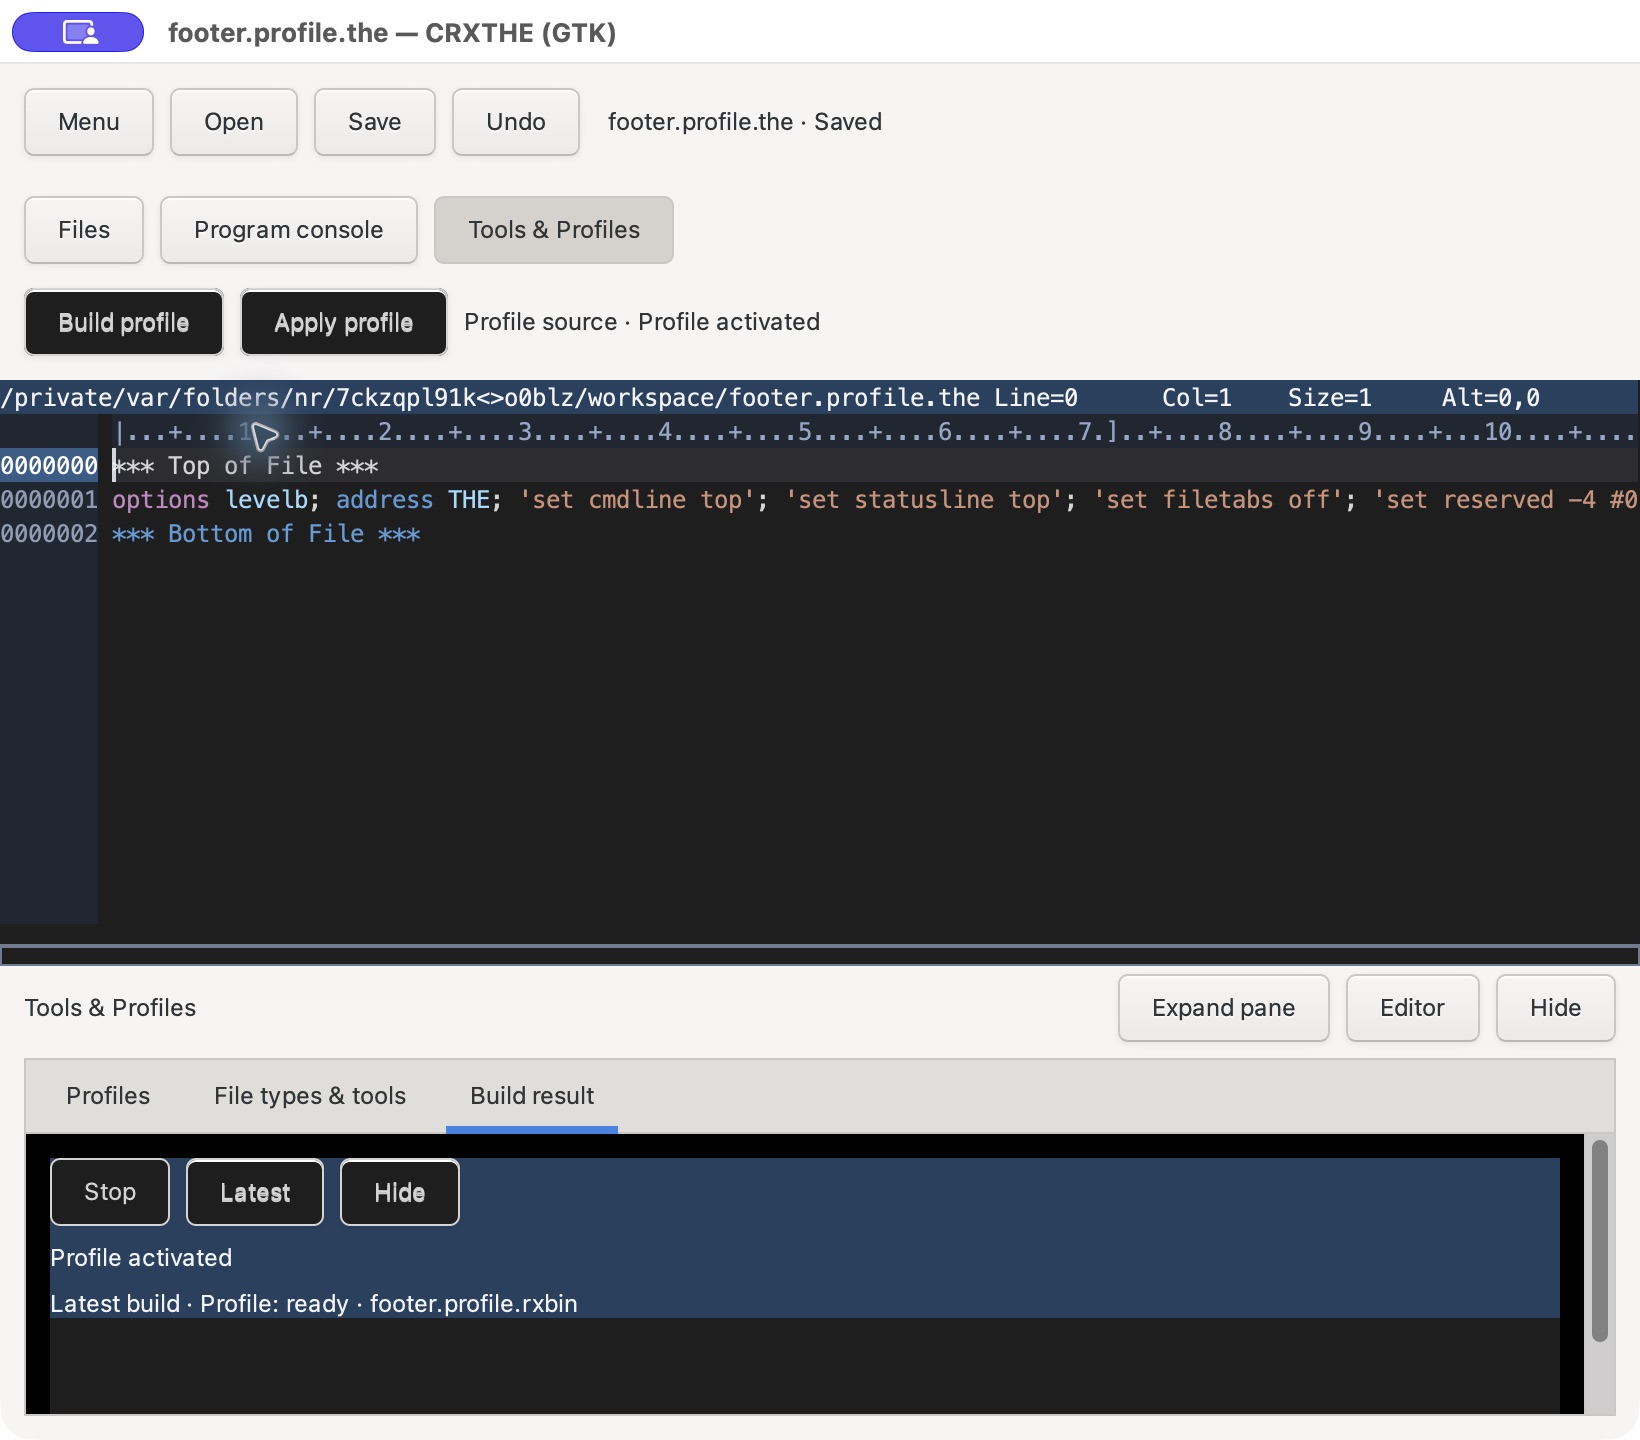 footer.profile.the — CRXTHE (GTK)
Menu Open Save Undo footer.profile.the · Saved
Files Program console Tools & Profiles
Build profile Apply profile Profile source · Profile activated
/private/var/folders/nr/7ckzqpl91k<>o0blz/workspace/footer.profile.the Line=0 Col=1 Size=1 Alt=0,0
|...+....1....+....2....+....3....+....4....+....5....+....6....+....7.]..+....8....+....9....+...10....+....
0000000 *** Top of File ***
0000001 options levelb; address THE; 'set cmdline top'; 'set statusline top'; 'set filetabs off'; 'set reserved -4 #0
0000002 *** Bottom of File ***
Tools & Profiles Expand pane Editor Hide
Profiles File types & tools Build result
Stop Latest Hide
Profile activated
Latest build · Profile: ready · footer.profile.rxbin